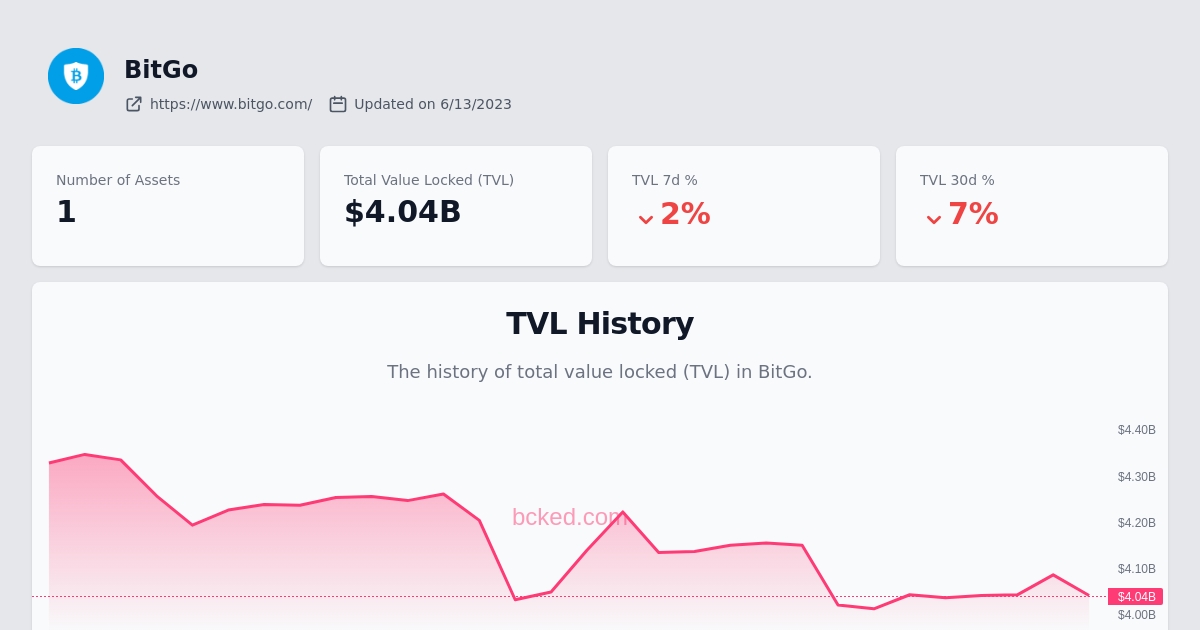 BitGo
https://www.bitgo.com/ Updated on 6/13/2023
Number of Assets
1
Total Value Locked (TVL)
$4.04B
TVL 7d %
2%
TVL 30d %
7%
TVL History
The history of total value locked (TVL) in BitGo.
bcked.com
$4.40B
$4.30B
$4.20B
$4.10B
$4.04B
$4.00B